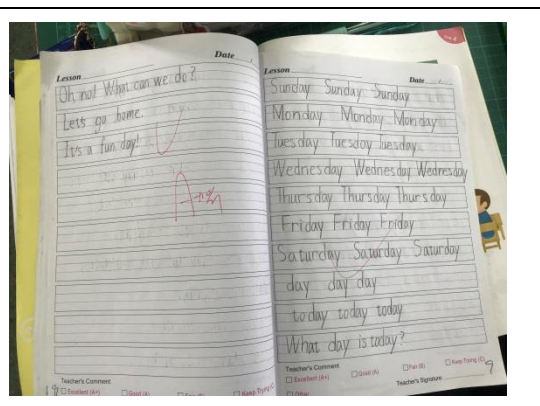 Lesson
Date
Oh, no! What can we do?
Let's go home.
It's a fun day!
Teacher's Comment
Excellent (A+)
Good (A)
Keep Trying (C)
Lesson
Date
Sunday Sunday Sunday
Monday Monday Monday
Tuesday Tuesday Tuesday
Wednesday Wednesday Wednesday
Thursday Thursday Thursday
Friday Friday Friday
Saturday Saturday Saturday
day day day
today today today
What day is today?
Teacher's Comment
Excellent (A+)
Good (A)
Fair (B)
Keep Trying (C)
Other
Teacher's Signature
9